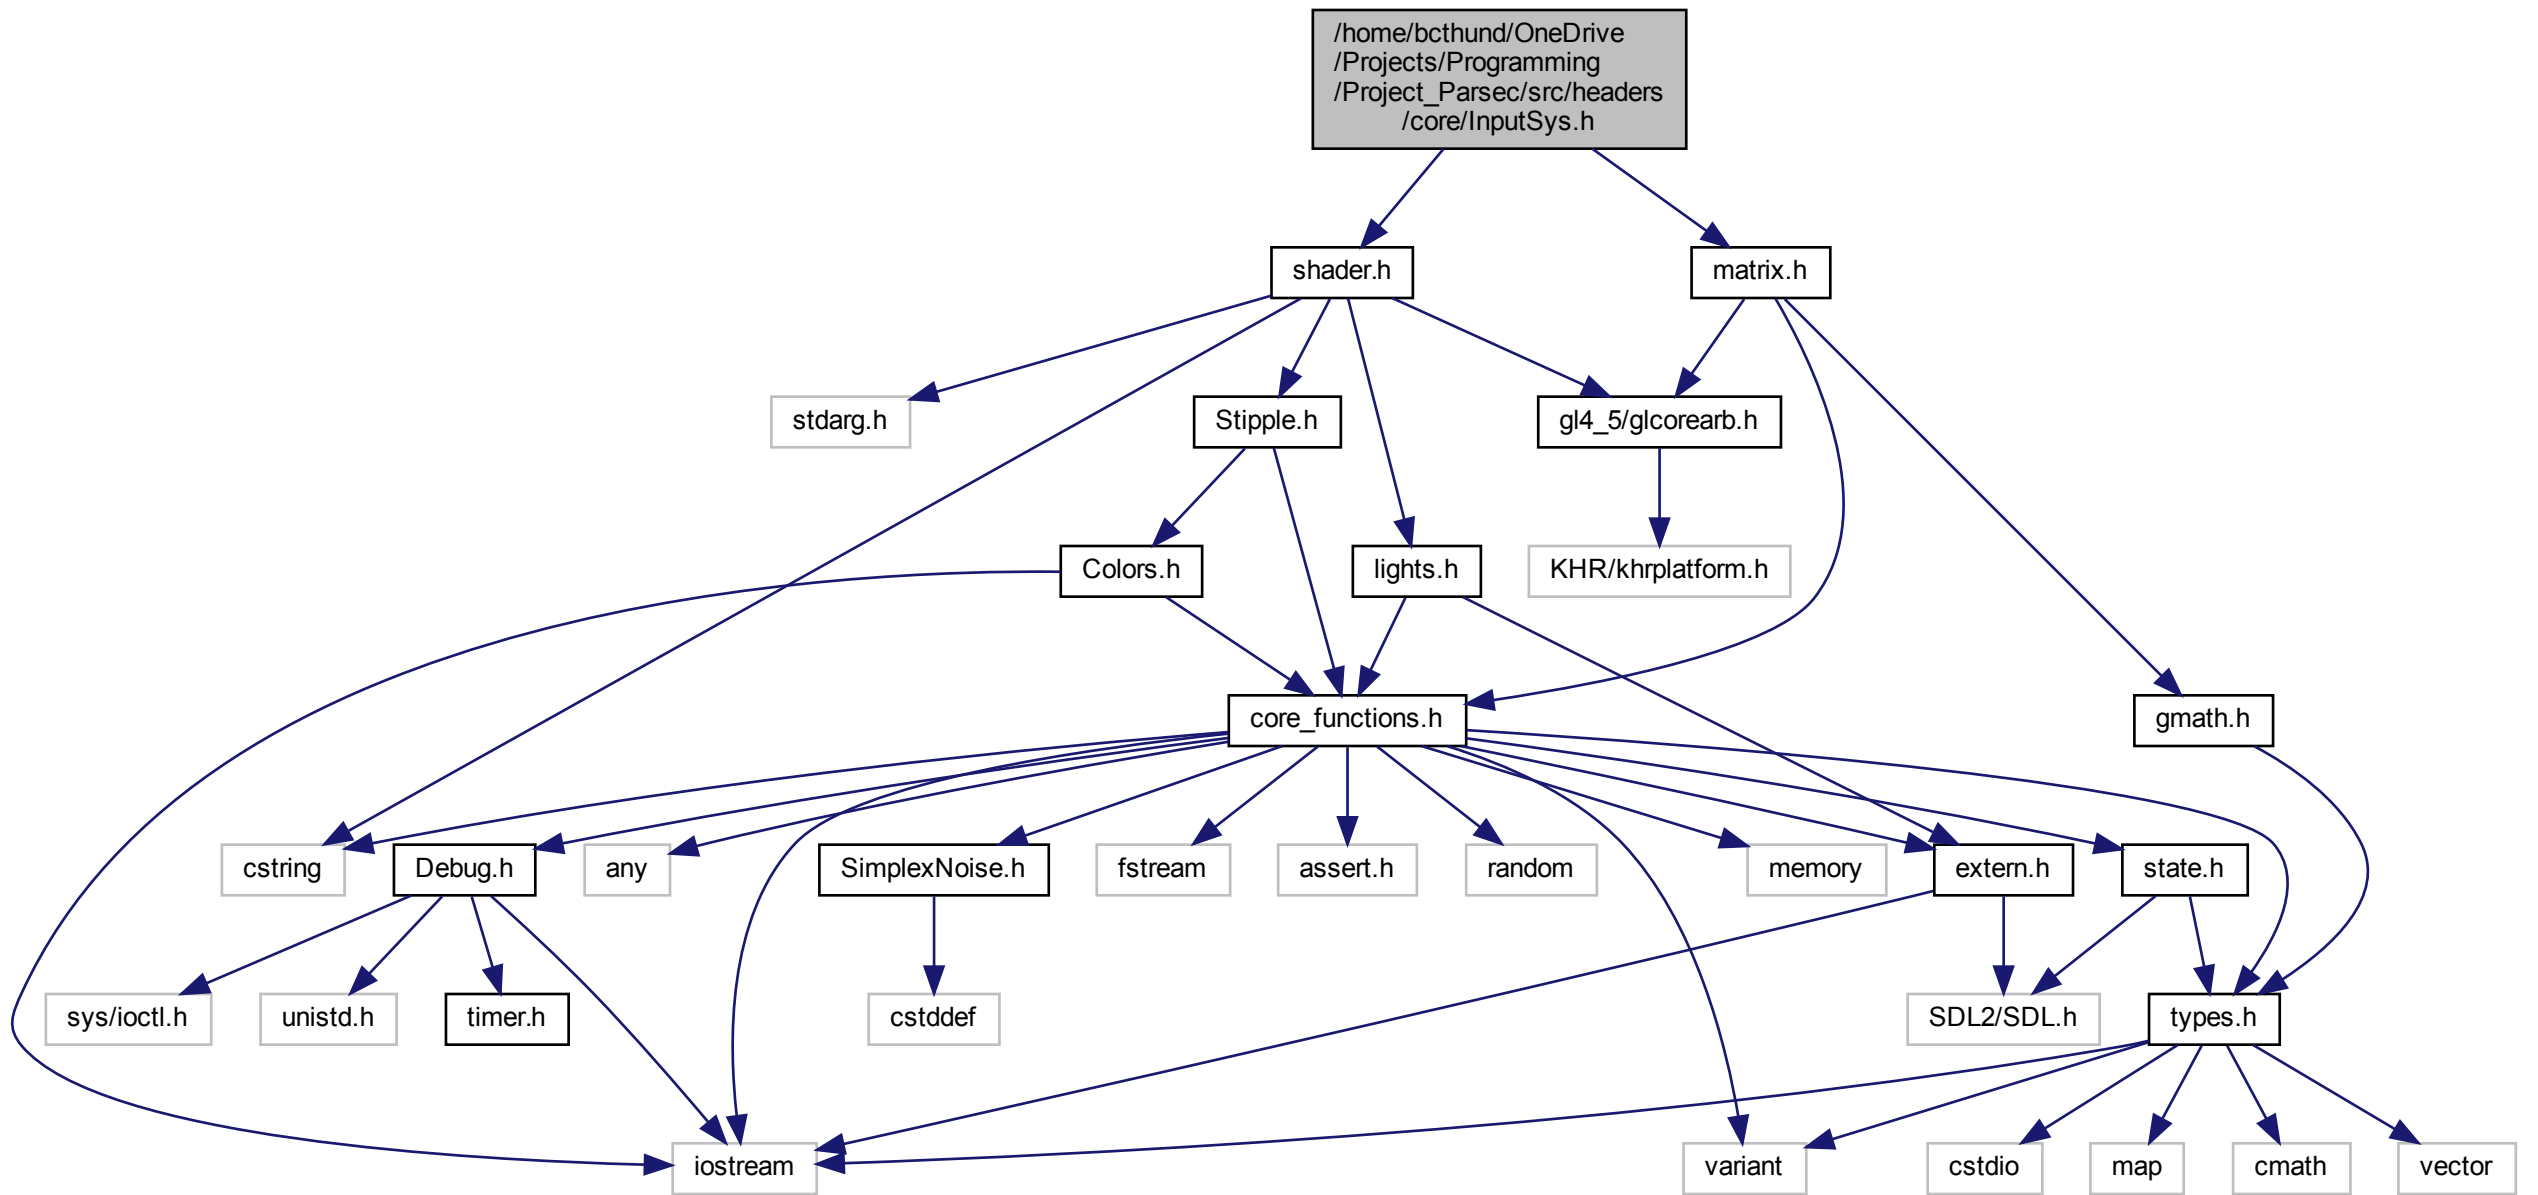 /home/bcthund/OneDrive
/Projects/Programming
/Project_Parsec/src/headers
/core/InputSys.h
shader.h
matrix.h
stdarg.h
Stipple.h
gl4_5/glcorearb.h
Colors.h
lights.h
KHR/khrplatform.h
core_functions.h
gmath.h
cstring
Debug.h
any
SimplexNoise.h
fstream
assert.h
random
memory
extern.h
state.h
sys/ioctl.h
unistd.h
timer.h
cstddef
SDL2/SDL.h
types.h
iostream
variant
cstdio
map
cmath
vector